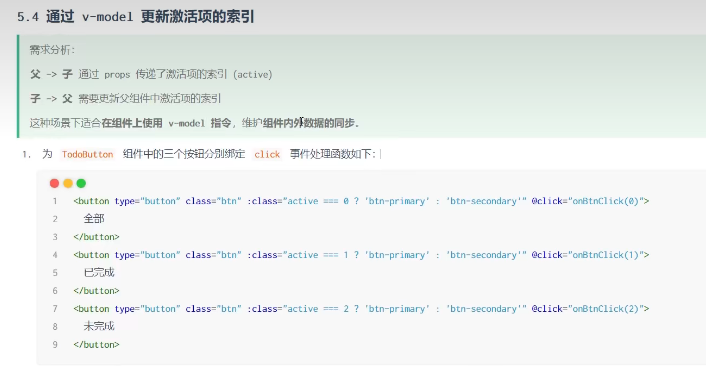 5.4 通过 v-model 更新激活项的索引
需求分析：
父 -> 子 通过 props 传递了激活项的索引（active）
子 -> 父 需要更新父组件中激活项的索引
这种场景下适合在组件上使用 v-model 指令，维护组件内外数据的同步。
1. 为 TodoButton 组件中的三个按钮分别绑定 click 事件处理函数如下：
1 <button type="button" class="btn" :class="active === 0 ? 'btn-primary' : 'btn-secondary'" @click="onBtnClick(0)">
2 全部
3 </button>
4 <button type="button" class="btn" :class="active === 1 ? 'btn-primary' : 'btn-secondary'" @click="onBtnClick(1)">
5 已完成
6 </button>
7 <button type="button" class="btn" :class="active === 2 ? 'btn-primary' : 'btn-secondary'" @click="onBtnClick(2)">
8 未完成
9 </button>